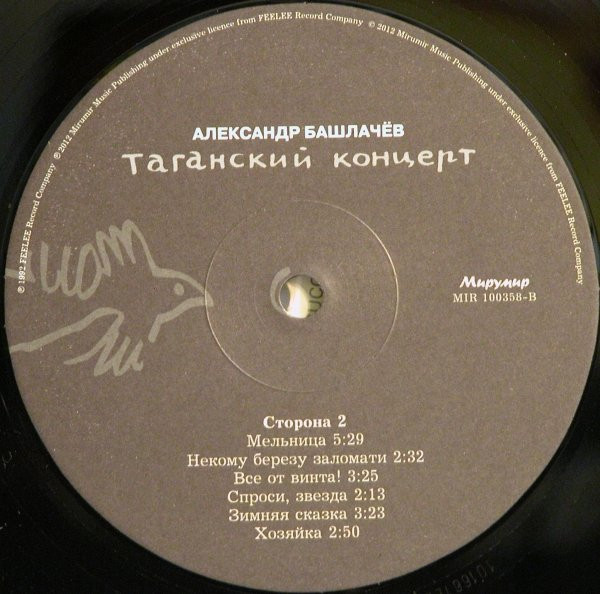 ℗ 1992 FEELEE Record Company ℗ 2012 Mirumir Music Publishing under exclusive licence from FEELEE Record Company © 2012 Mirumir Music Publishing under exclusive licence from FEELEE Record Company
АЛЕКСАНДР БАШЛАЧЁВ
Таганский концерт
Мирумир
MIR 100358-B
Сторона 2
Мельница 5:29
Некому березу заломати 2:32
Все от винта! 3:25
Спроси, звезда 2:13
Зимняя сказка 3:23
Хозяйка 2:50